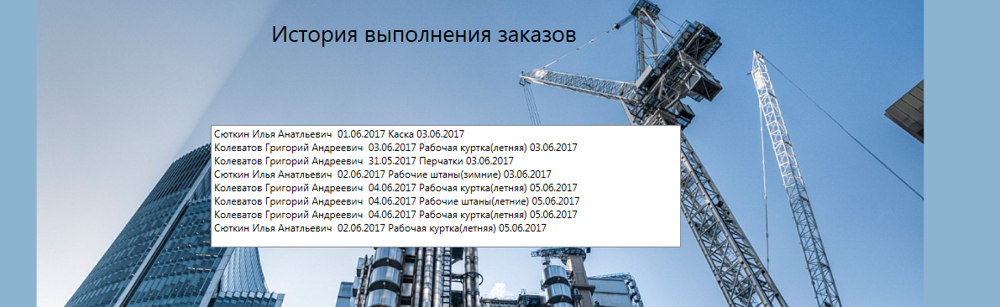 История выполнения заказов
Сюткин Илья Анатльевич  01.06.2017 Каска 03.06.2017
Колеватов Григорий Андреевич  03.06.2017 Рабочая куртка(летняя) 03.06.2017
Колеватов Григорий Андреевич  31.05.2017 Перчатки 03.06.2017
Сюткин Илья Анатльевич  02.06.2017 Рабочие штаны(зимние) 03.06.2017
Колеватов Григорий Андреевич  04.06.2017 Рабочая куртка(летняя) 05.06.2017
Колеватов Григорий Андреевич  04.06.2017 Рабочие штаны(летние) 05.06.2017
Колеватов Григорий Андреевич  04.06.2017 Рабочая куртка(летняя) 05.06.2017
Сюткин Илья Анатльевич  02.06.2017 Рабочая куртка(летняя) 05.06.2017